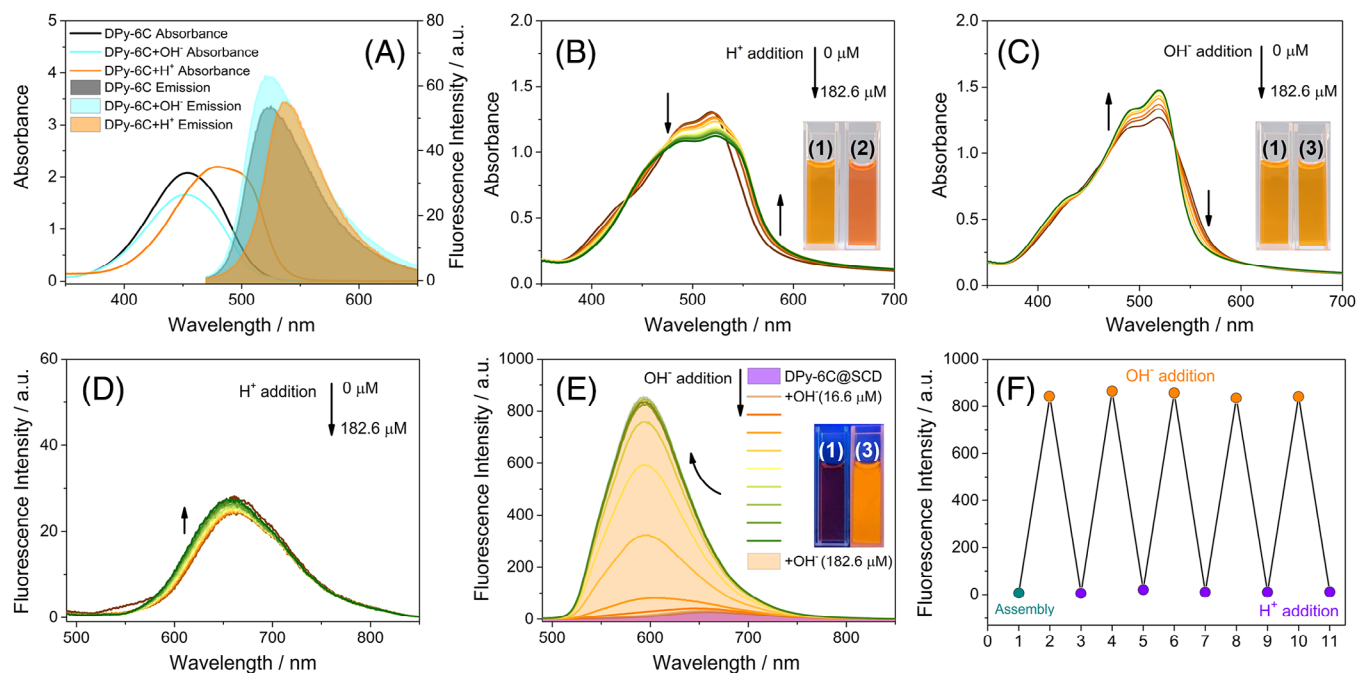 (A)
DPy-6C Absorbance
DPy-6C+OH⁻ Absorbance
DPy-6C+H⁺ Absorbance
DPy-6C Emission
DPy-6C+OH⁻ Emission
DPy-6C+H⁺ Emission
Absorbance
5
4
3
2
1
0
80
60
40
20
0
Fluorescence Intensity / a.u.
400
500
600
Wavelength / nm
(B)
H⁺ addition
0 μM
182.6 μM
(1)
(2)
Absorbance
2.0
1.5
1.0
0.5
0.0
400
500
600
700
Wavelength / nm
(C)
OH⁻ addition
0 μM
182.6 μM
(1)
(3)
Absorbance
2.0
1.5
1.0
0.5
0.0
400
500
600
700
Wavelength / nm
(D)
H⁺ addition
0 μM
182.6 μM
Fluorescence Intensity / a.u.
60
40
20
0
500
600
700
800
Wavelength / nm
(E)
OH⁻ addition
DPy-6C@SCD
+OH⁻(16.6 μM)
+OH⁻(182.6 μM)
(1)
(3)
Fluorescence Intensity / a.u.
1000
800
600
400
200
0
500
600
700
800
Wavelength / nm
(F)
OH⁻ addition
Assembly
H⁺ addition
Fluorescence Intensity / a.u.
1000
800
600
400
200
0
0 1 2 3 4 5 6 7 8 9 10 11